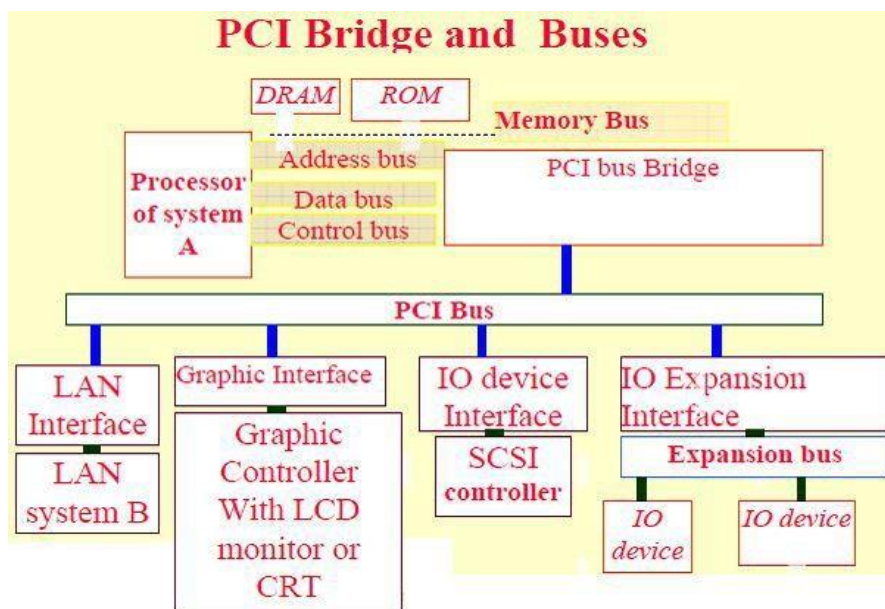 PCI Bridge and Buses
DRAM
ROM
Memory Bus
Processor
of system
A
Address bus
Data bus
Control bus
PCI bus Bridge
PCI Bus
LAN
Interface
LAN
system B
Graphic Interface
Graphic
Controller
With LCD
monitor or
CRT
IO device
Interface
SCSI
controller
IO Expansion
Interface
Expansion bus
IO
device
IO device